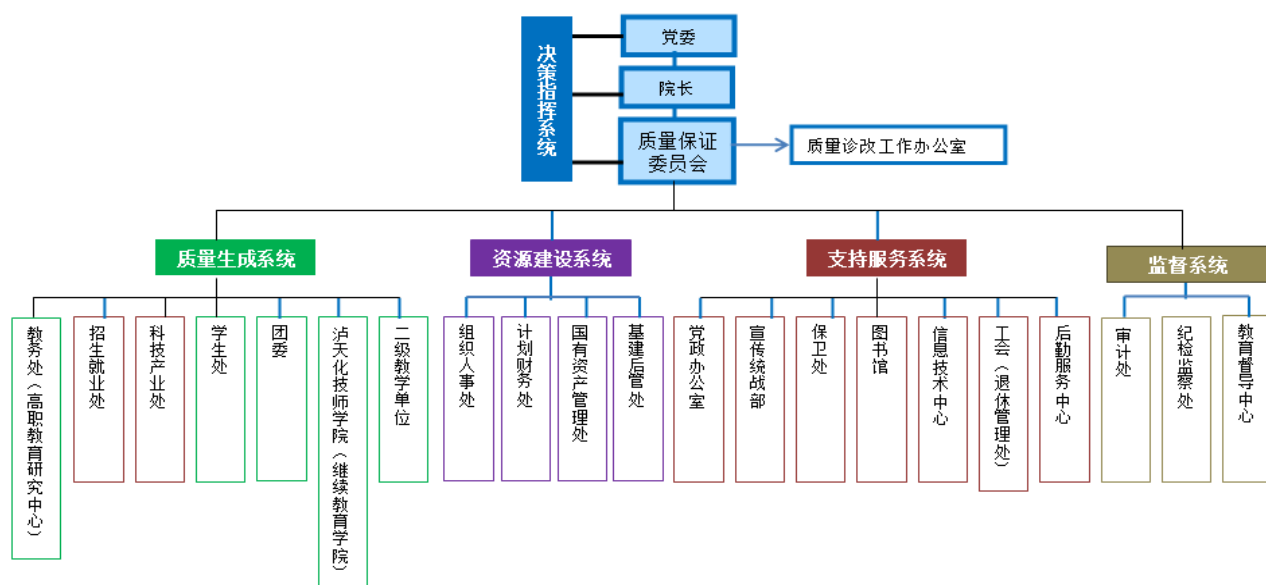 决策指挥系统
党委
院长
质量保证
委员会
质量诊改工作办公室
质量生成系统
资源建设系统
支持服务系统
监督系统
教务处（高职教育研究中心）
招生就业处
科技产业处
学生处
团委
泸天化技师学院（继续教育学院）
二级教学单位
组织人事处
计划财务处
国有资产管理处
基建后管处
党政办公室
宣传统战部
保卫处
图书馆
信息技术中心
工会（退休管理处）
后勤服务中心
审计处
纪检监察处
教育督导中心